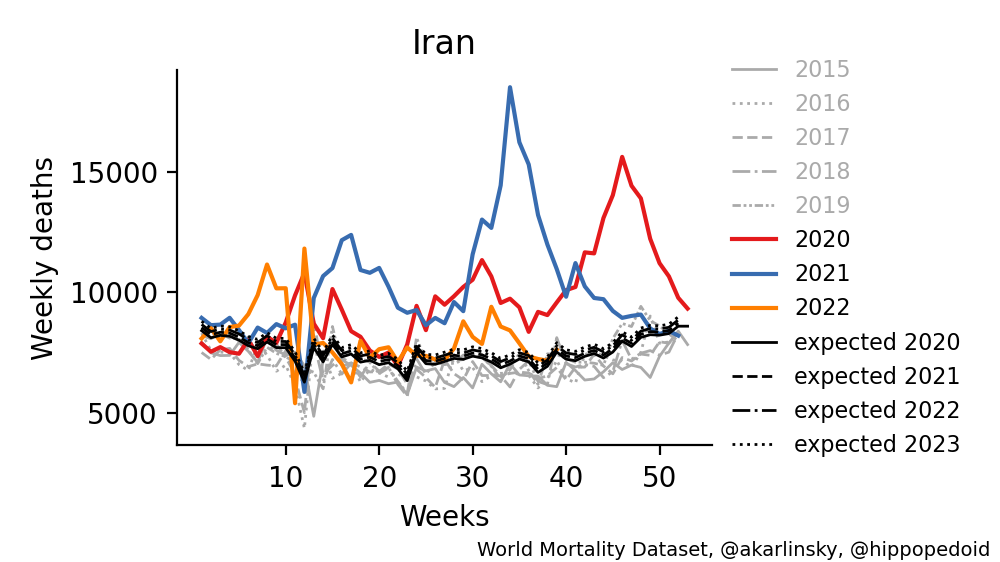 Iran
Weekly deaths
15000
10000
5000
10 20 30 40 50
Weeks
2015
2016
2017
2018
2019
2020
2021
2022
expected 2020
expected 2021
expected 2022
expected 2023
World Mortality Dataset, @akarlinsky, @hippopedoid